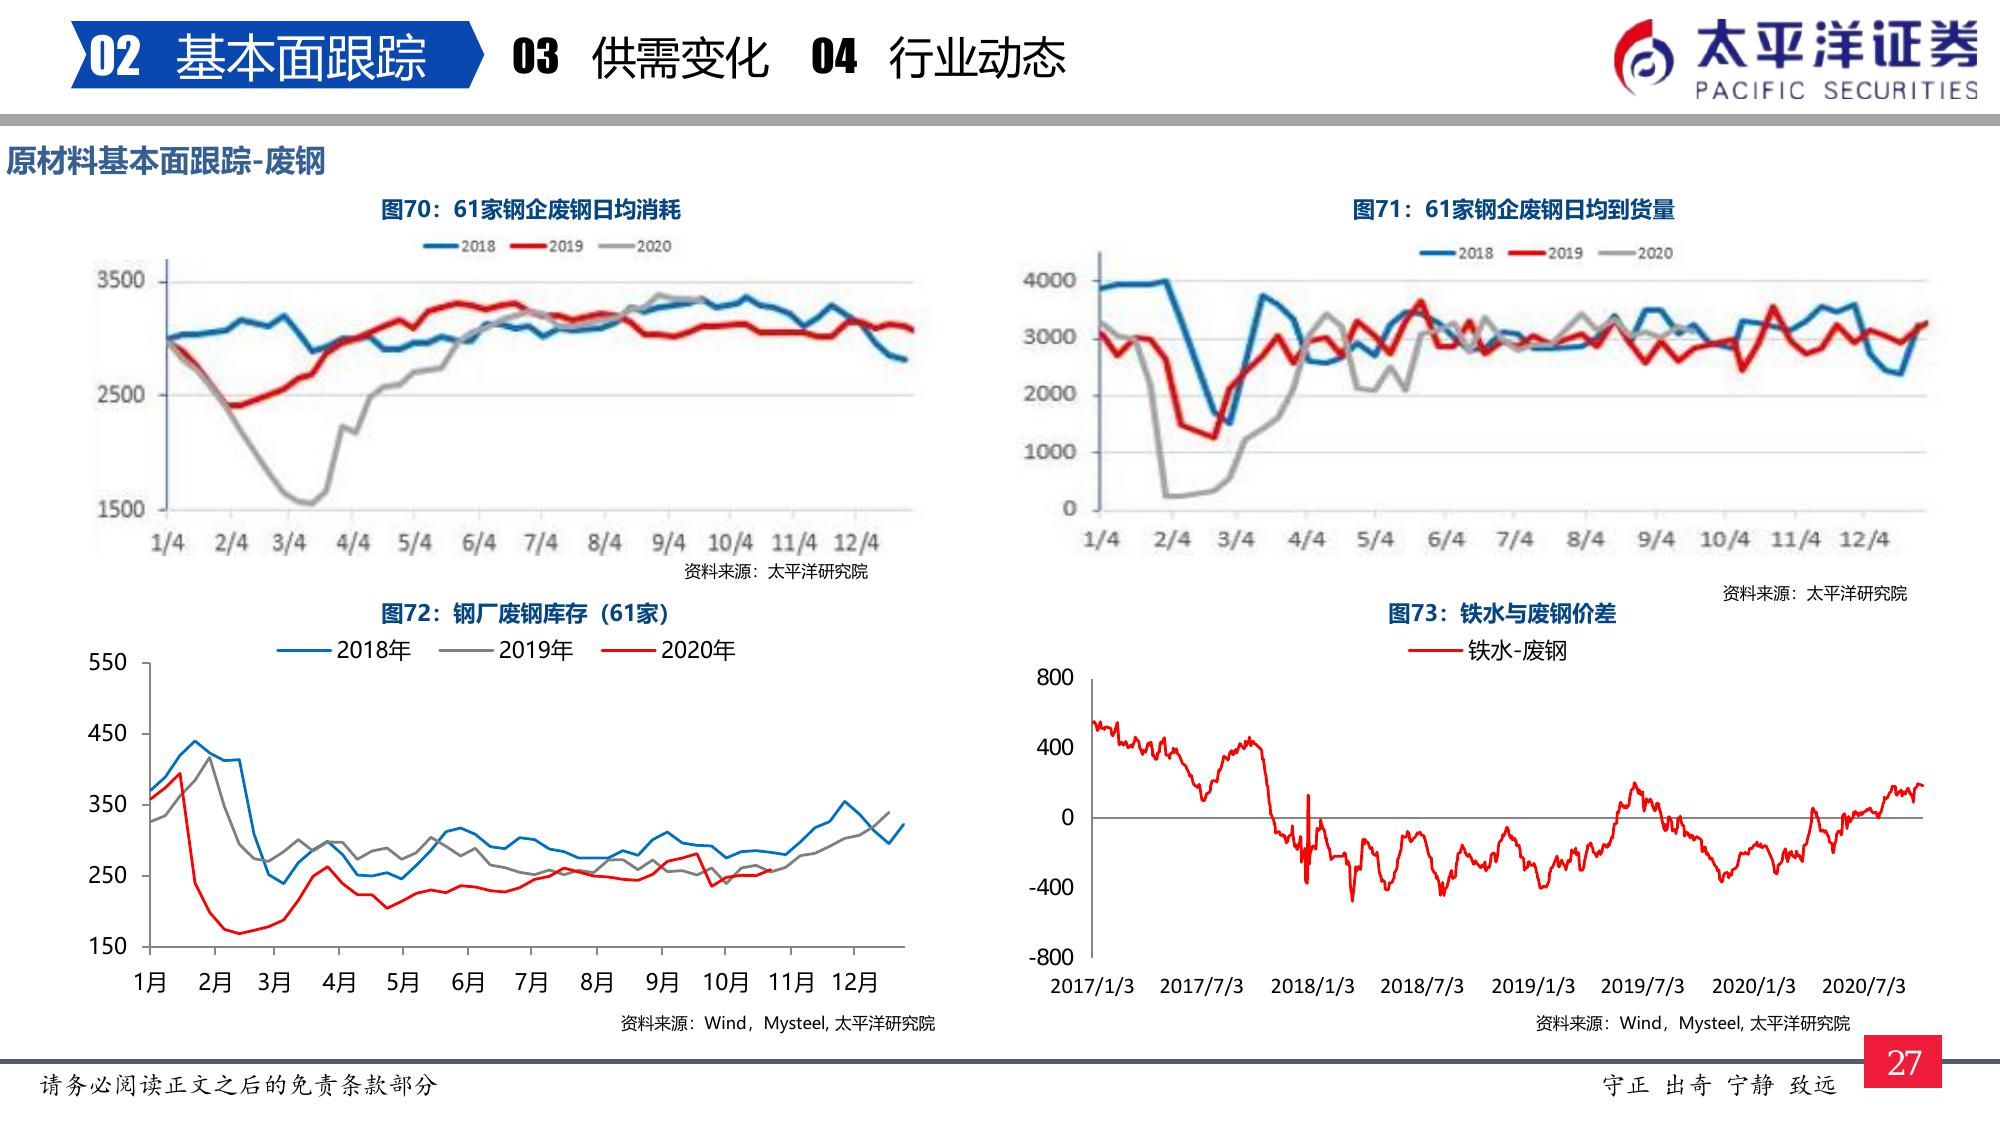 02 基本面跟踪 03 供需变化 04 行业动态
太平洋证券
PACIFIC SECURITIES
原材料基本面跟踪-废钢
图70：61家钢企废钢日均消耗
2018 2019 2020
3500
2500
1500
1/4 2/4 3/4 4/4 5/4 6/4 7/4 8/4 9/4 10/4 11/4 12/4
资料来源：太平洋研究院
图71：61家钢企废钢日均到货量
2018 2019 2020
4000
3000
2000
1000
0
1/4 2/4 3/4 4/4 5/4 6/4 7/4 8/4 9/4 10/4 11/4 12/4
资料来源：太平洋研究院
图72：钢厂废钢库存（61家）
2018年 2019年 2020年
550
450
350
250
150
1月 2月 3月 4月 5月 6月 7月 8月 9月 10月 11月 12月
资料来源：Wind，Mysteel, 太平洋研究院
图73：铁水与废钢价差
铁水-废钢
800
400
0
-400
-800
2017/1/3 2017/7/3 2018/1/3 2018/7/3 2019/1/3 2019/7/3 2020/1/3 2020/7/3
资料来源：Wind，Mysteel, 太平洋研究院
27
请务必阅读正文之后的免责条款部分
守正 出奇 宁静 致远